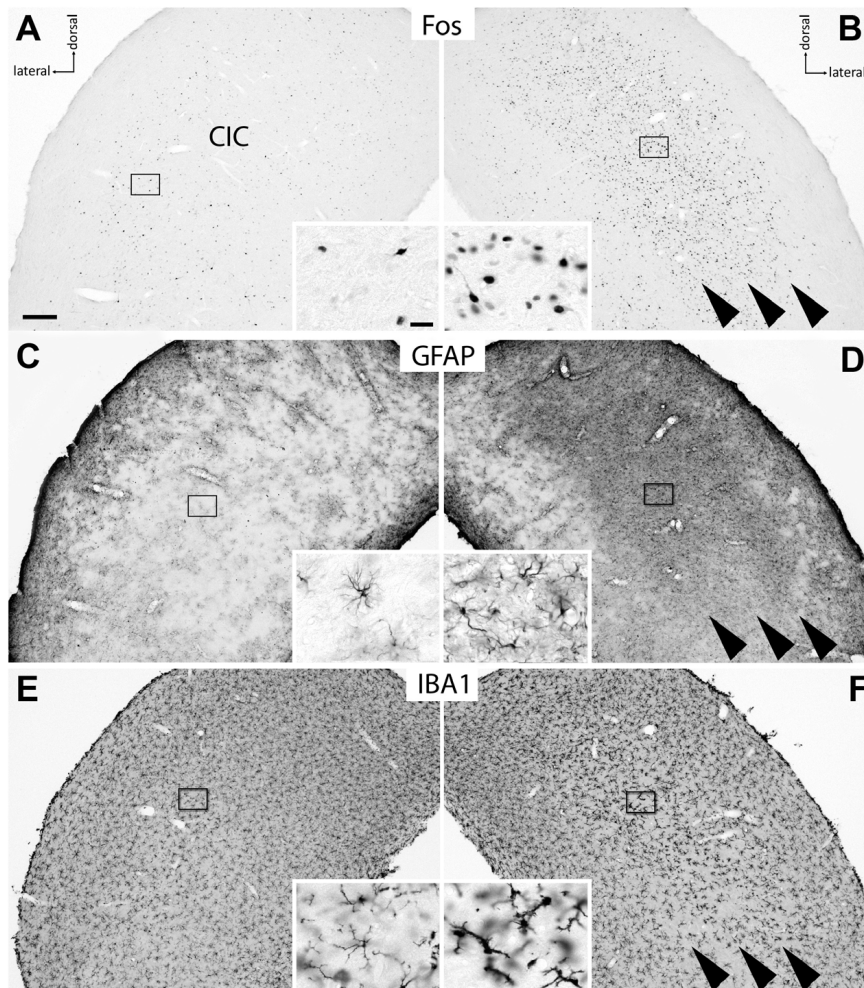 A
Fos
B
dorsal
lateral
dorsal
lateral
CIC
C
GFAP
D
E
IBA1
F